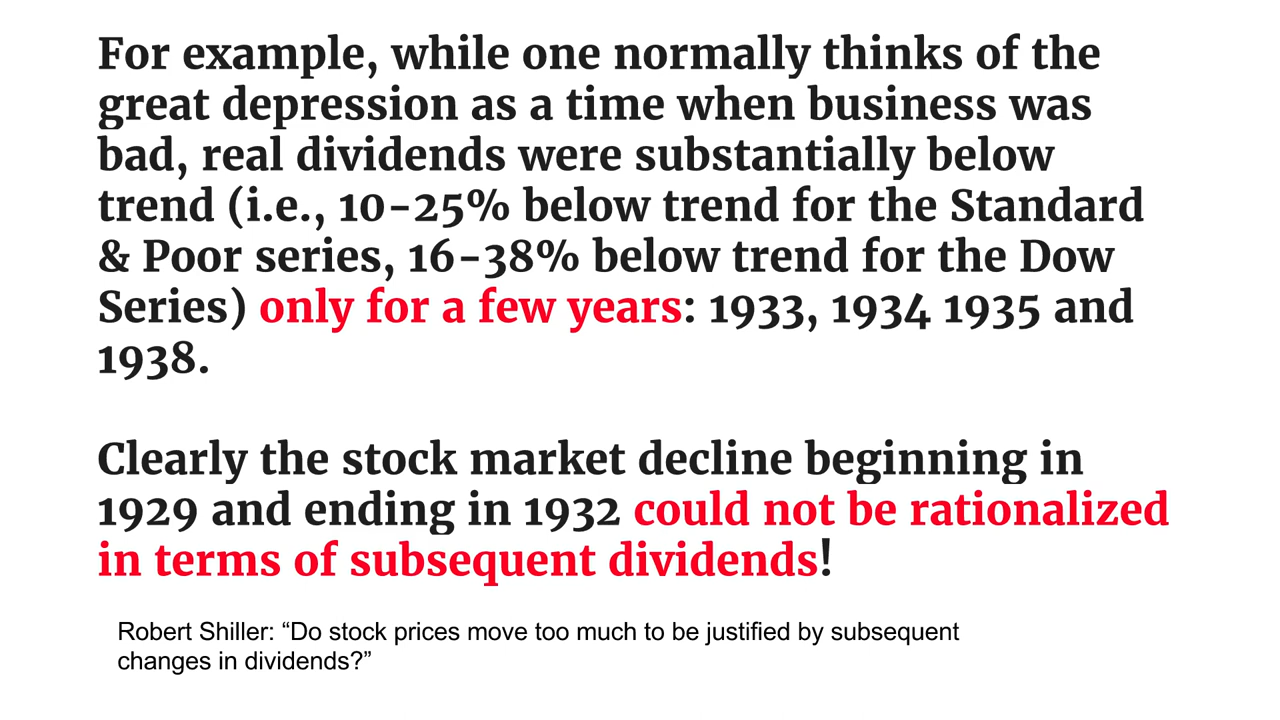 For example, while one normally thinks of the
great depression as a time when business was
bad, real dividends were substantially below
trend (i.e., 10-25% below trend for the Standard
& Poor series, 16-38% below trend for the Dow
Series) only for a few years: 1933, 1934 1935 and
1938.
Clearly the stock market decline beginning in
1929 and ending in 1932 could not be rationalized
in terms of subsequent dividends!
Robert Shiller: “Do stock prices move too much to be justified by subsequent
changes in dividends?”